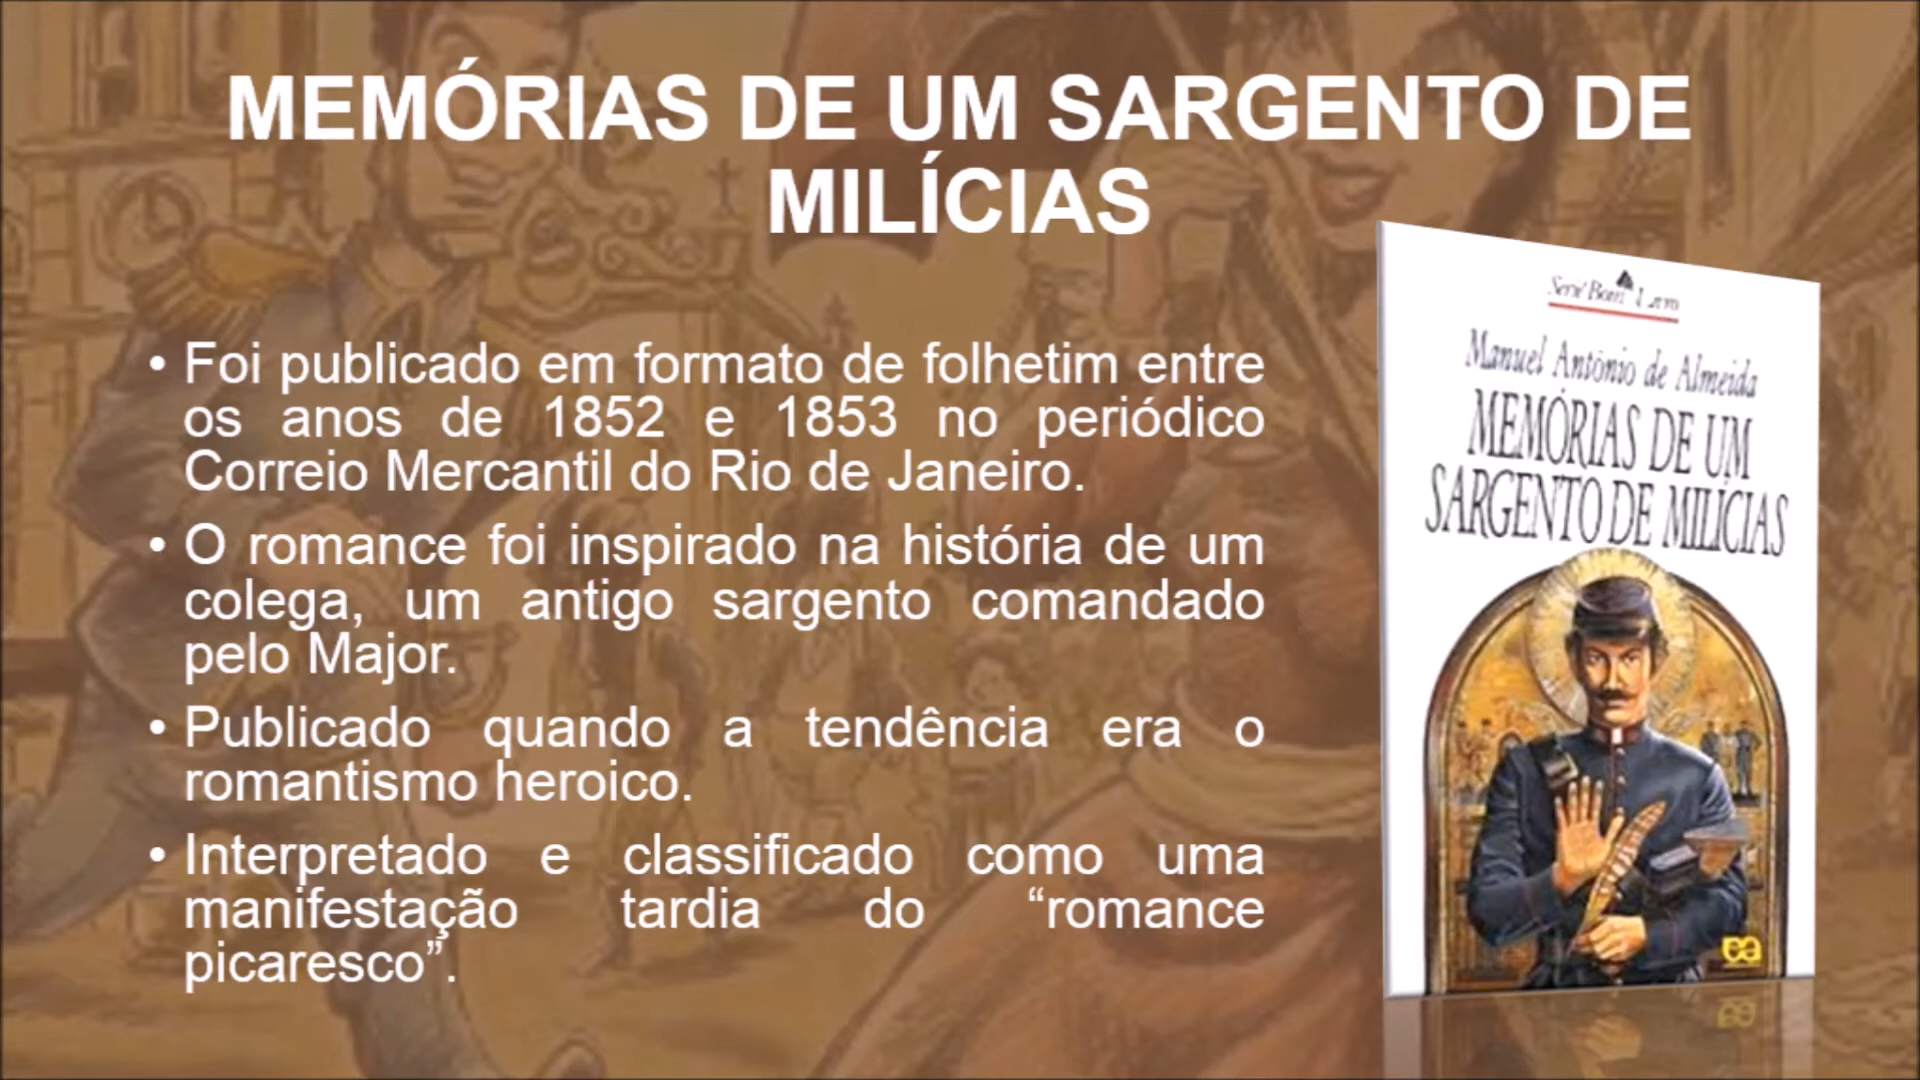 MEMÓRIAS DE UM SARGENTO DE
MILÍCIAS
• Foi publicado em formato de folhetim entre
os anos de 1852 e 1853 no periódico
Correio Mercantil do Rio de Janeiro.
• O romance foi inspirado na história de um
colega, um antigo sargento comandado
pelo Major.
• Publicado quando a tendência era o
romantismo heroico.
• Interpretado e classificado como uma
manifestação tardia do “romance
picaresco”.
Manuel Antônio de Almeida
MEMÓRIAS DE UM
SARGENTO DE MILÍCIAS